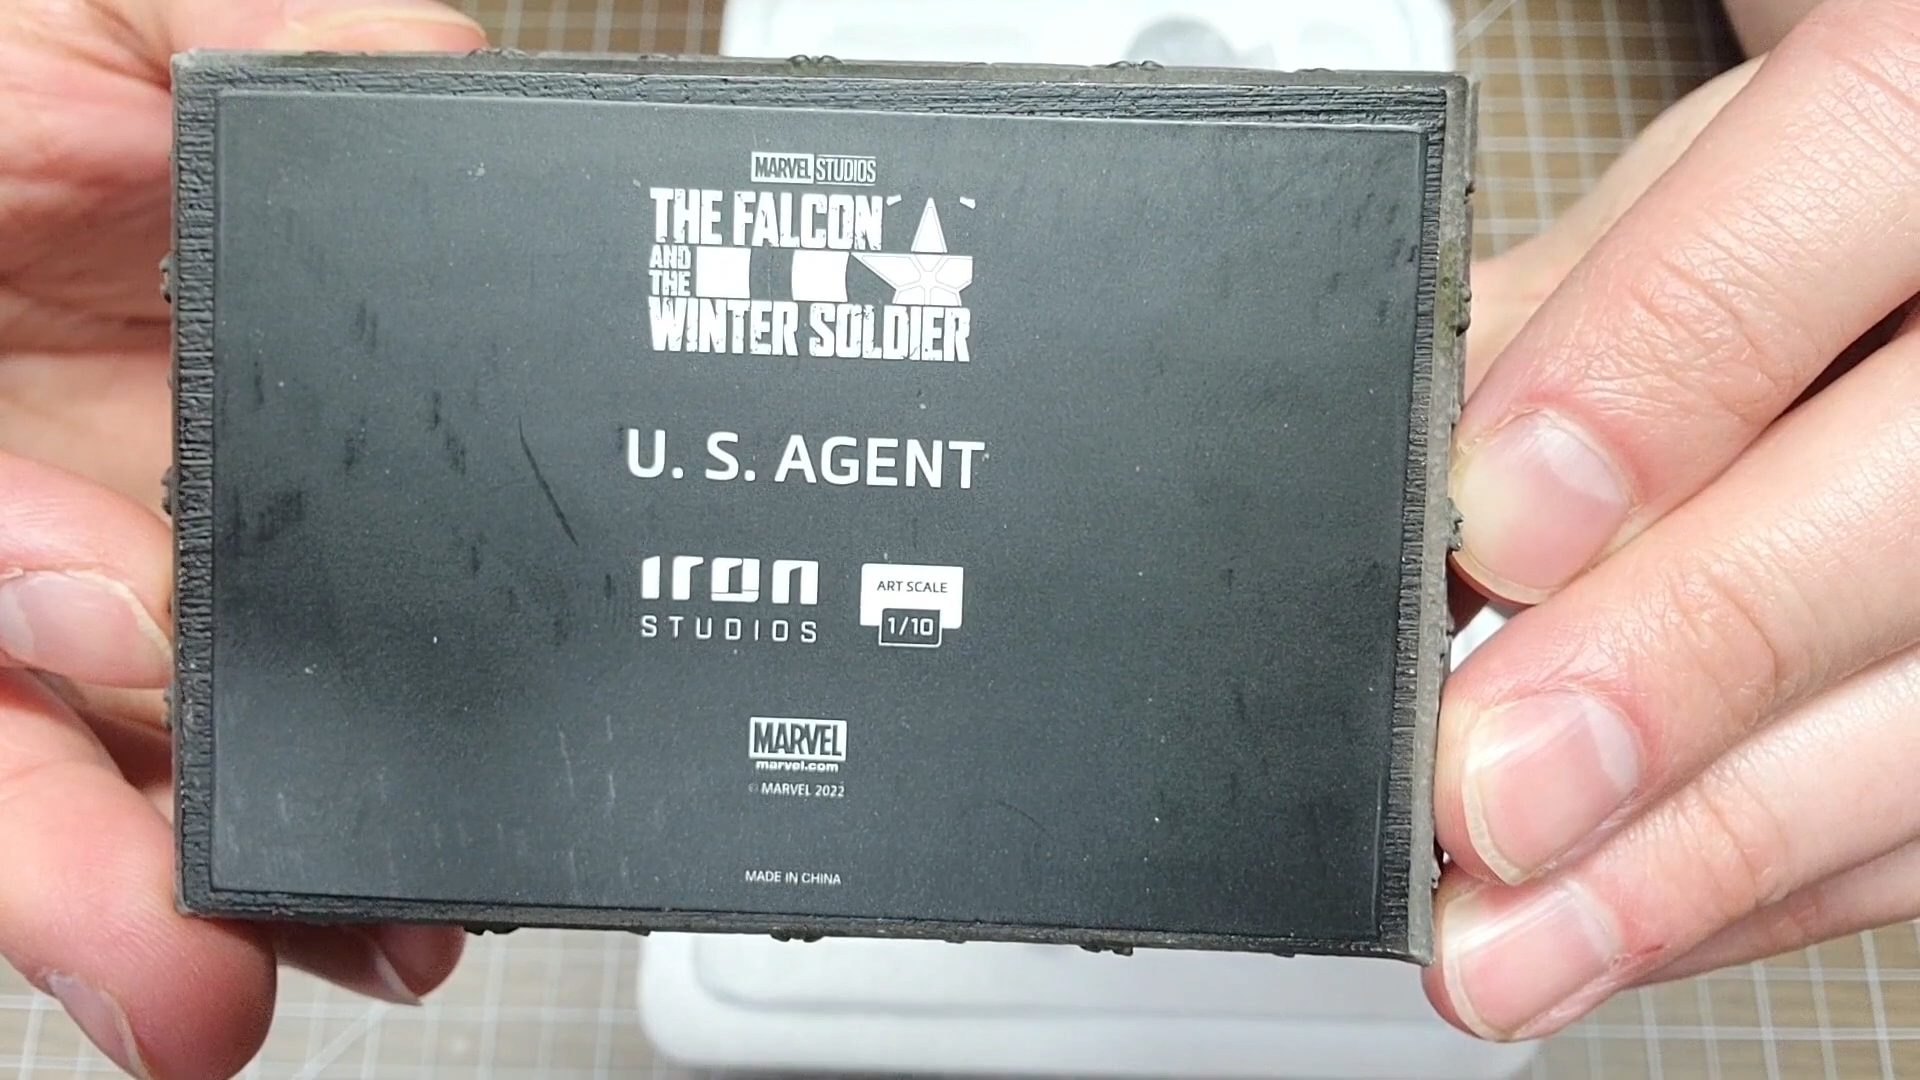 MARVEL STUDIOS
THE FALCON
AND
THE
WINTER SOLDIER
U. S. AGENT
IRON
STUDIOS
ART SCALE
1/10
MARVEL
marvel.com
© MARVEL 2022
MADE IN CHINA